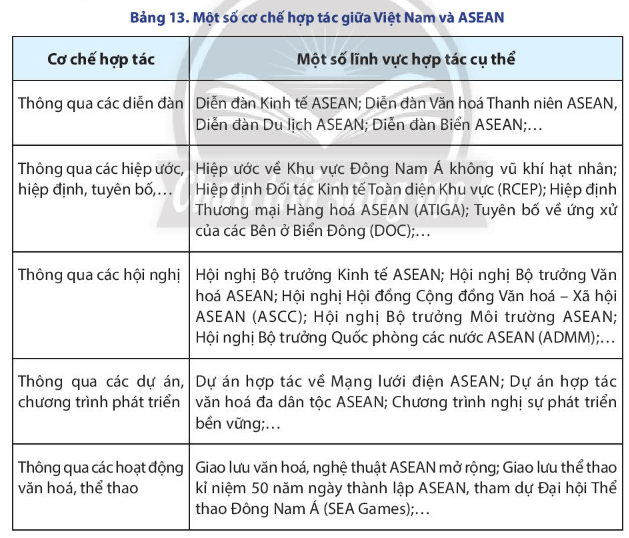 Bảng 13. Một số cơ chế hợp tác giữa Việt Nam và ASEAN
Cơ chế hợp tác
Một số lĩnh vực hợp tác cụ thể
Thông qua các diễn đàn
Diễn đàn Kinh tế ASEAN; Diễn đàn Văn hoá Thanh niên ASEAN,
Diễn đàn Du lịch ASEAN; Diễn đàn Biển ASEAN;…
Thông qua các hiệp ước,
hiệp định, tuyên bố,…
Hiệp ước về Khu vực Đông Nam Á không vũ khí hạt nhân;
Hiệp định Đối tác Kinh tế Toàn diện Khu vực (RCEP); Hiệp định
Thương mại Hàng hoá ASEAN (ATIGA); Tuyên bố về ứng xử
của các Bên ở Biển Đông (DOC);…
Thông qua các hội nghị
Hội nghị Bộ trưởng Kinh tế ASEAN; Hội nghị Bộ trưởng Văn
hoá ASEAN; Hội nghị Hội đồng Cộng đồng Văn hoá – Xã hội
ASEAN (ASCC); Hội nghị Bộ trưởng Môi trường ASEAN;
Hội nghị Bộ trưởng Quốc phòng các nước ASEAN (ADMM);…
Thông qua các dự án,
chương trình phát triển
Dự án hợp tác về Mạng lưới điện ASEAN; Dự án hợp tác
văn hoá đa dân tộc ASEAN; Chương trình nghị sự phát triển
bền vững;…
Thông qua các hoạt động
văn hoá, thể thao
Giao lưu văn hoá, nghệ thuật ASEAN mở rộng; Giao lưu thể thao
kỉ niệm 50 năm ngày thành lập ASEAN, tham dự Đại hội Thể
thao Đông Nam Á (SEA Games);…